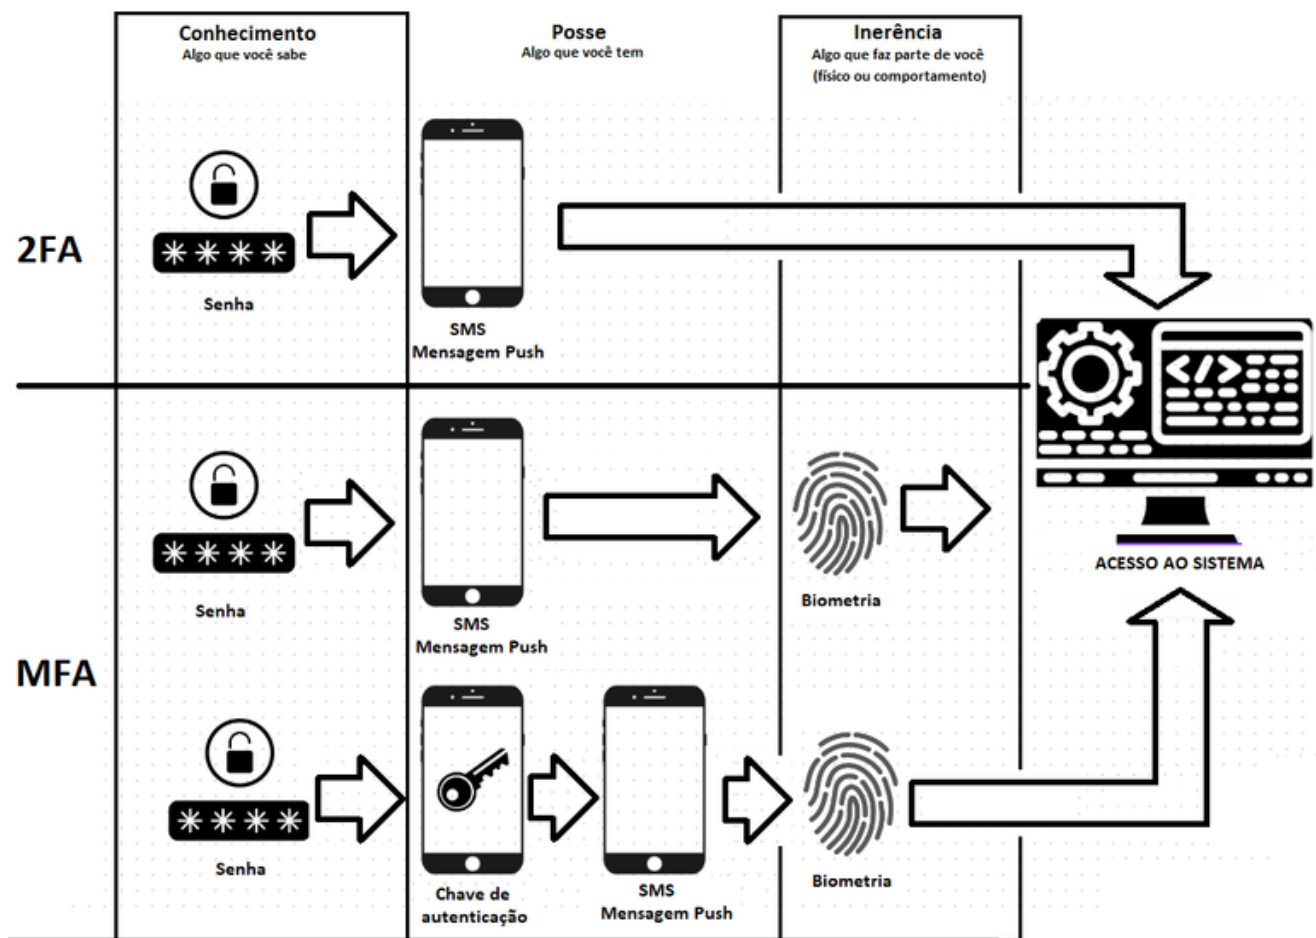 Conhecimento
Algo que você sabe
Posse
Algo que você tem
Inerência
Algo que faz parte de você
(físico ou comportamento)
2FA
****
Senha
SMS
Mensagem Push
</>
ACESSO AO SISTEMA
MFA
****
Senha
SMS
Mensagem Push
Biometria
****
Senha
Chave de
autenticação
SMS
Mensagem Push
Biometria